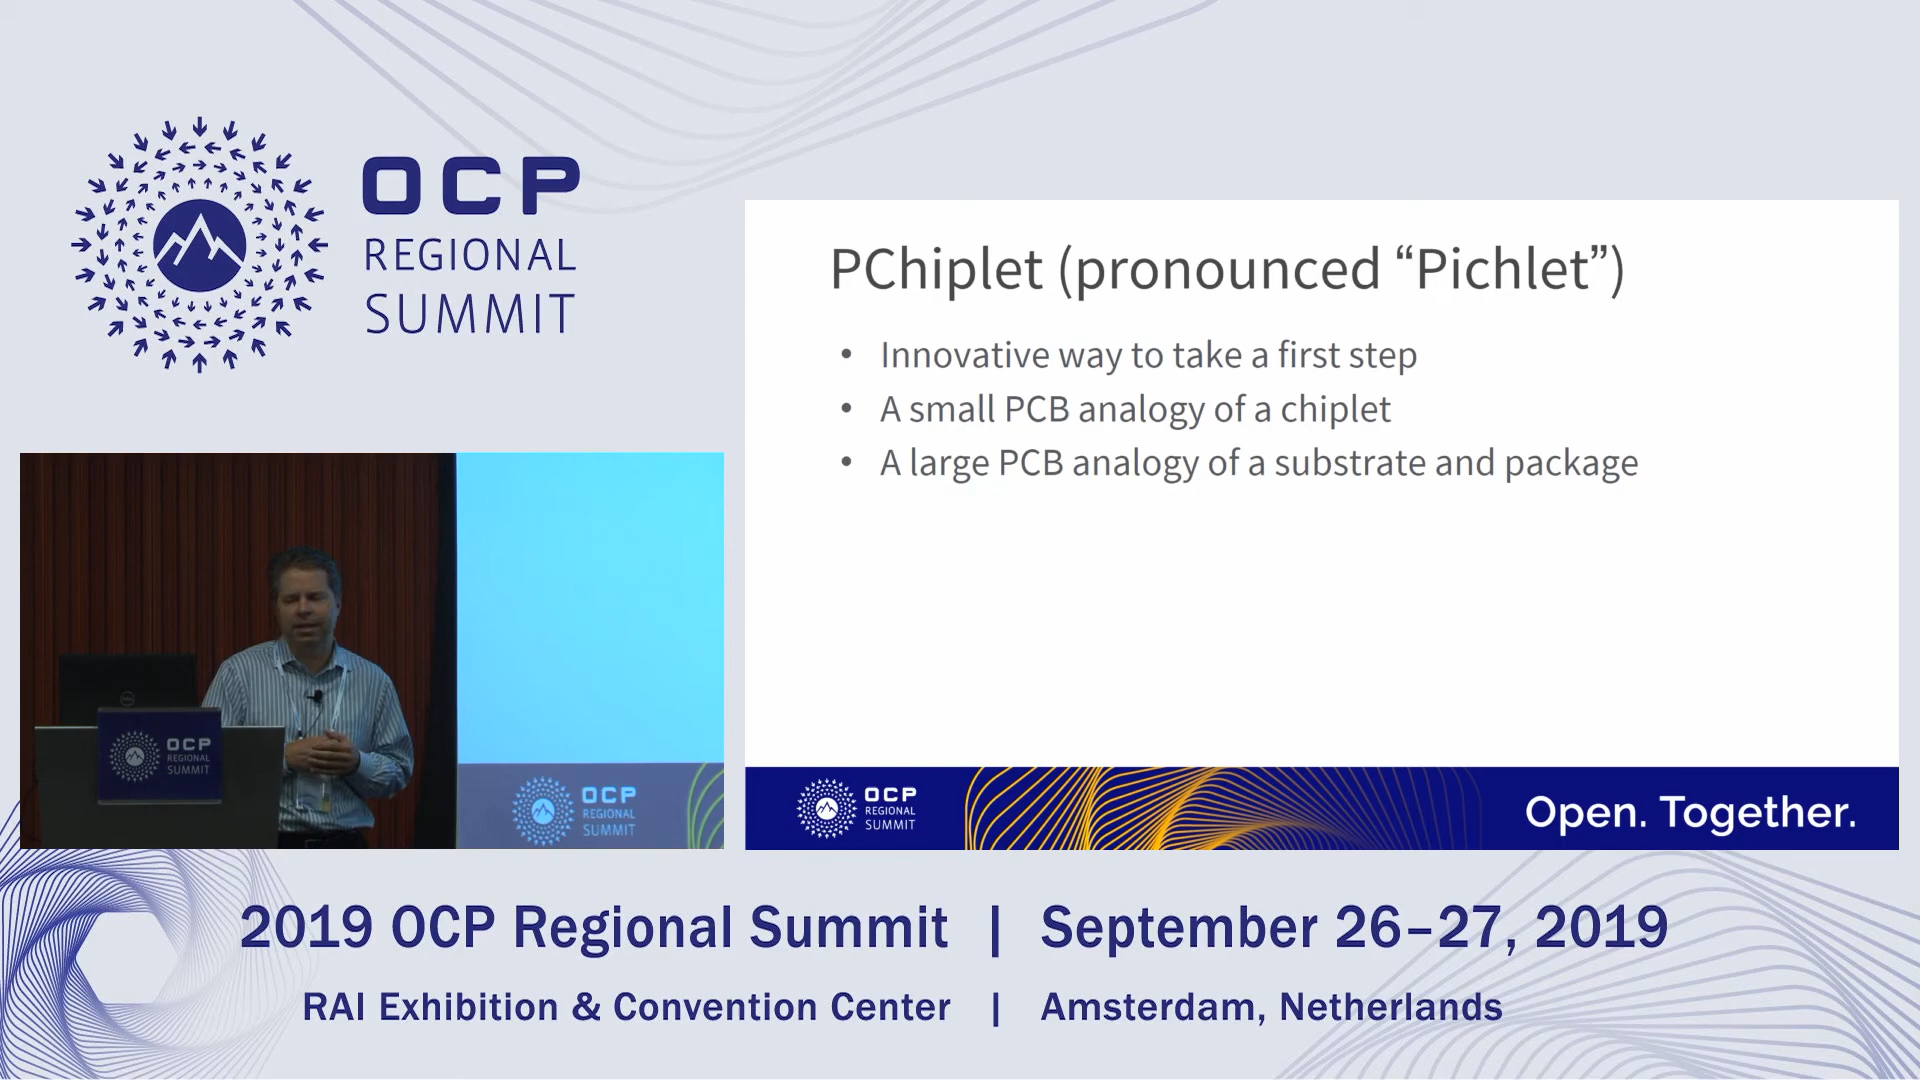 OCP
REGIONAL
SUMMIT
PChiplet (pronounced “Pichlet”)
• Innovative way to take a first step
• A small PCB analogy of a chiplet
• A large PCB analogy of a substrate and package
OCP
REGIONAL
SUMMIT
OCP
REGIONAL
SUMMIT
OCP
REGIONAL
SUMMIT
Open. Together.
2019 OCP Regional Summit | September 26–27, 2019
RAI Exhibition & Convention Center | Amsterdam, Netherlands